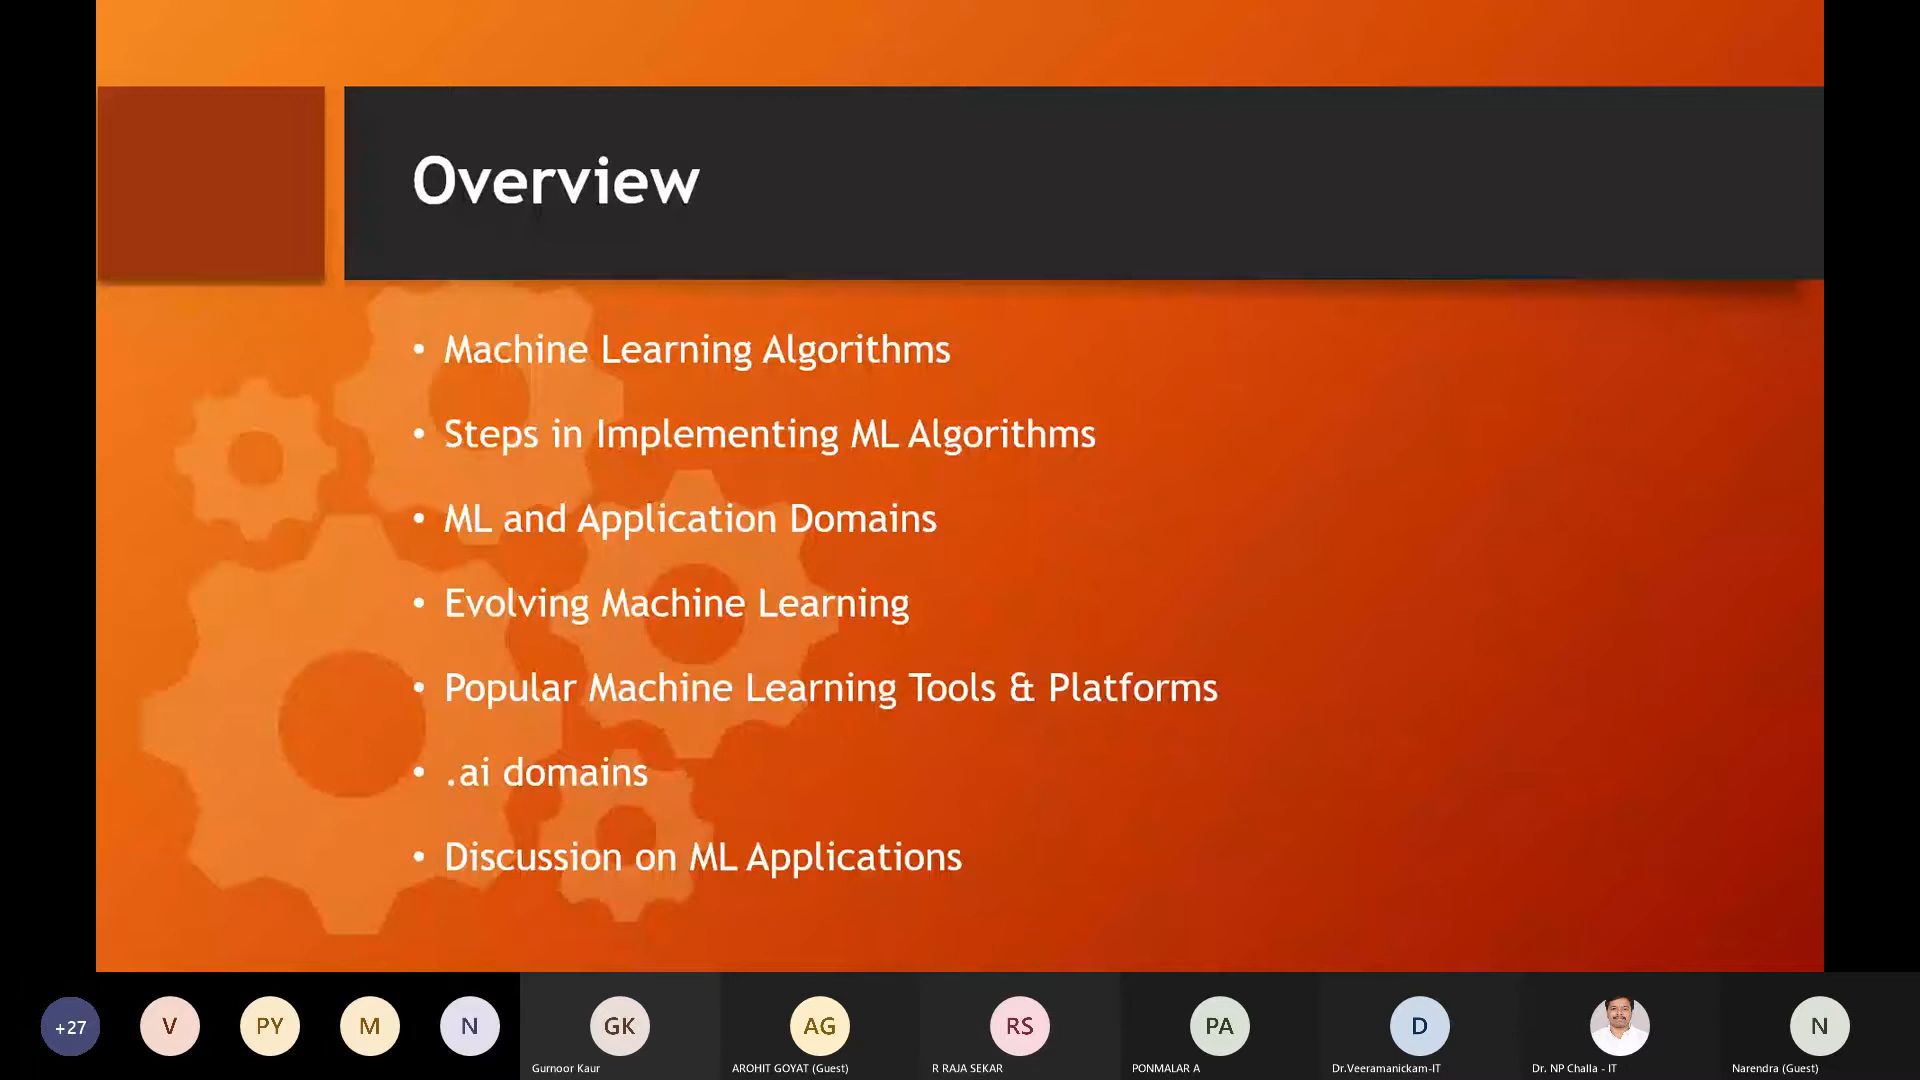 Overview
• Machine Learning Algorithms
• Steps in Implementing ML Algorithms
• ML and Application Domains
• Evolving Machine Learning
• Popular Machine Learning Tools & Platforms
• .ai domains
• Discussion on ML Applications
+27
V
PY
M
N
GK
AG
RS
PA
D
N
Gurnoor Kaur
AROHIT GOYAT (Guest)
R RAJA SEKAR
PONMALAR A
Dr.Veeramanickam-IT
Dr. NP Challa - IT
Narendra (Guest)